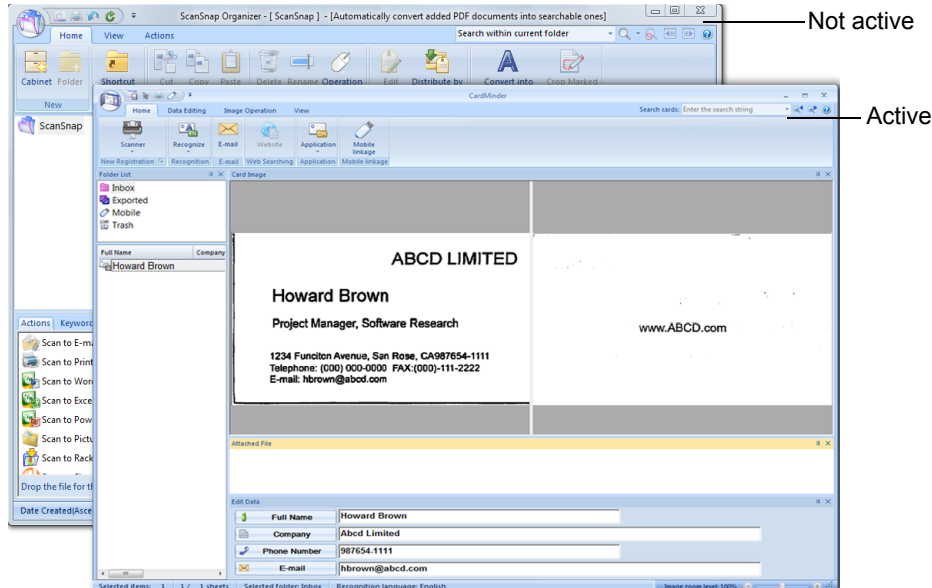 ScanSnap Organizer - [ ScanSnap ] - [Automatically convert added PDF documents into searchable ones]
Not active
Home View Actions
Search within current folder
Cabinet Folder Shortcut Cut Copy Paste Delete Rename Operation Edit Distribute by Convert into Crop Marked
New
ScanSnap
CardMinder
Active
Home Data Editing Image Operation View
Search cards: Enter the search string
Scanner Recognize E-mail Website Application Mobile
linkage
New Registration Recognition E-mail Web Searching Application Mobile linkage
Folder List
Card Image
Inbox
Exported
Mobile
Trash
Full Name Company
Howard Brown
ABCD LIMITED
Howard Brown
Project Manager, Software Research
1234 Funciton Avenue, San Rose, CA987654-1111
Telephone: (000) 000-0000 FAX:(000)-111-2222
E-mail: hbrown@abcd.com
www.ABCD.com
Actions Keyword
Scan to E-ma
Scan to Print
Scan to Wor
Scan to Exce
Scan to Pow
Scan to Pictu
Scan to Rack
Drop the file for th
Date Created(Asce
Attached File
Edit Data
Full Name Howard Brown
Company Abcd Limited
Phone Number 987654-1111
E-mail hbrown@abcd.com
Selected items: 1 1 / 1 sheets Selected folder: Inbox Recognition language: English Image zoom level: 100%